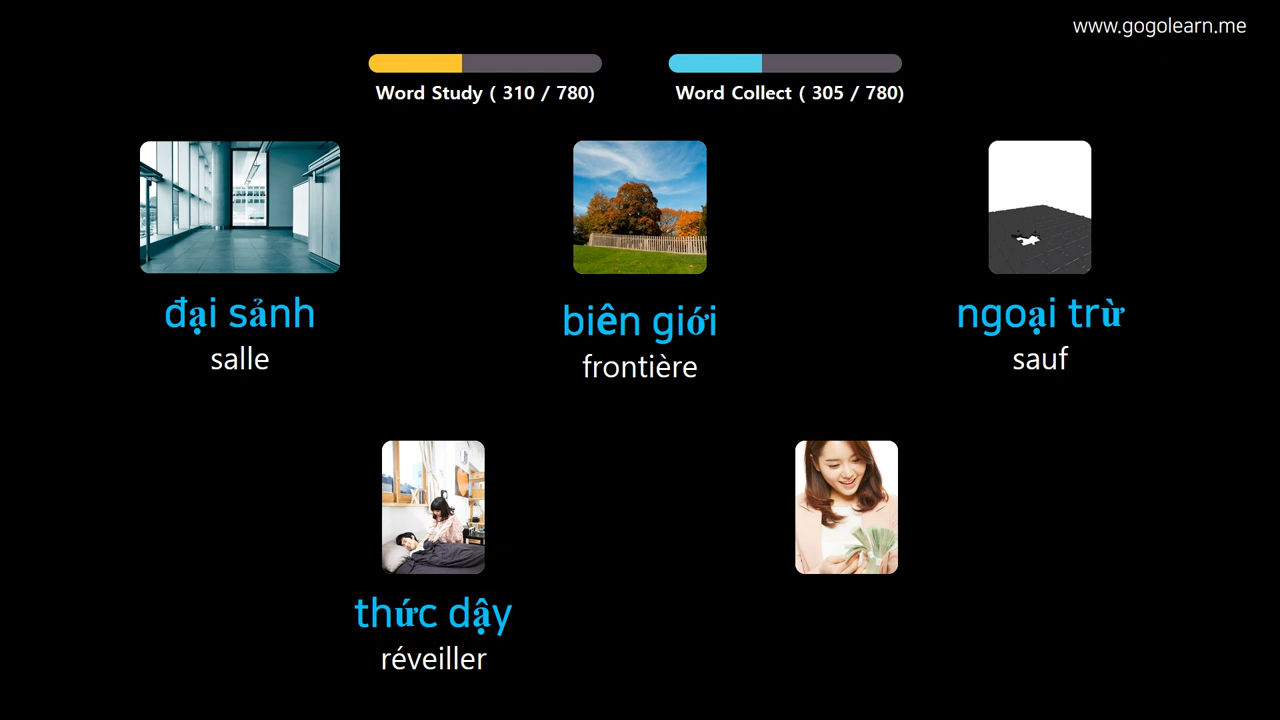 www.gogolearn.me
Word Study ( 310 / 780)
Word Collect ( 305 / 780)
đại sảnh
salle
biên giới
frontière
ngoại trừ
sauf
thức dậy
réveiller